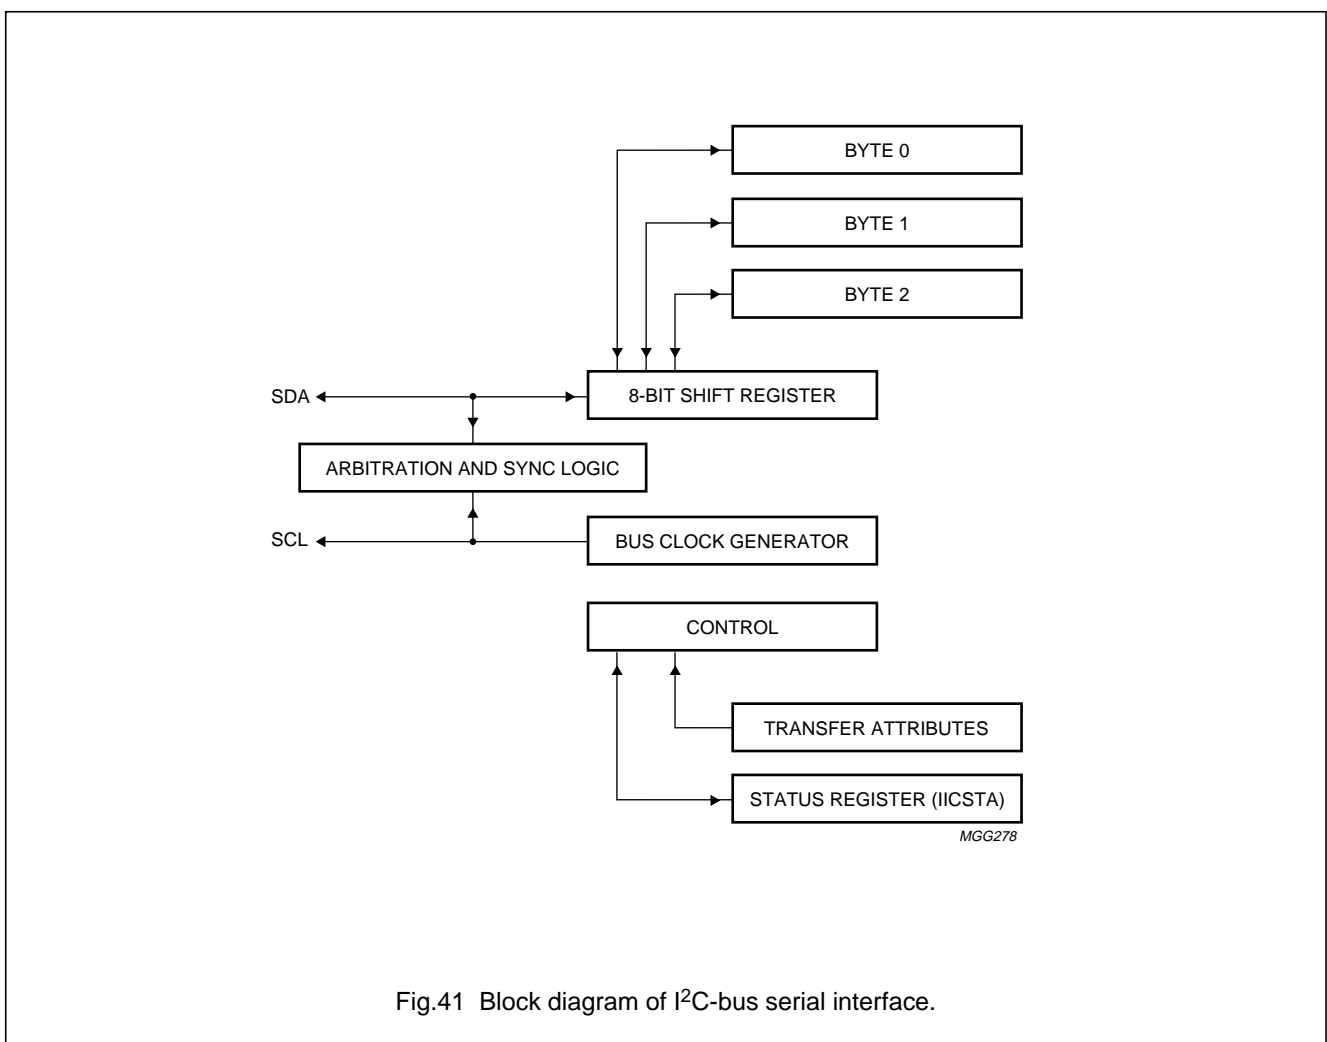 BYTE 0
BYTE 1
BYTE 2
SDA
8-BIT SHIFT REGISTER
ARBITRATION AND SYNC LOGIC
SCL
BUS CLOCK GENERATOR
CONTROL
TRANSFER ATTRIBUTES
STATUS REGISTER (IICSTA)
MGG278
Fig.41 Block diagram of I²C-bus serial interface.